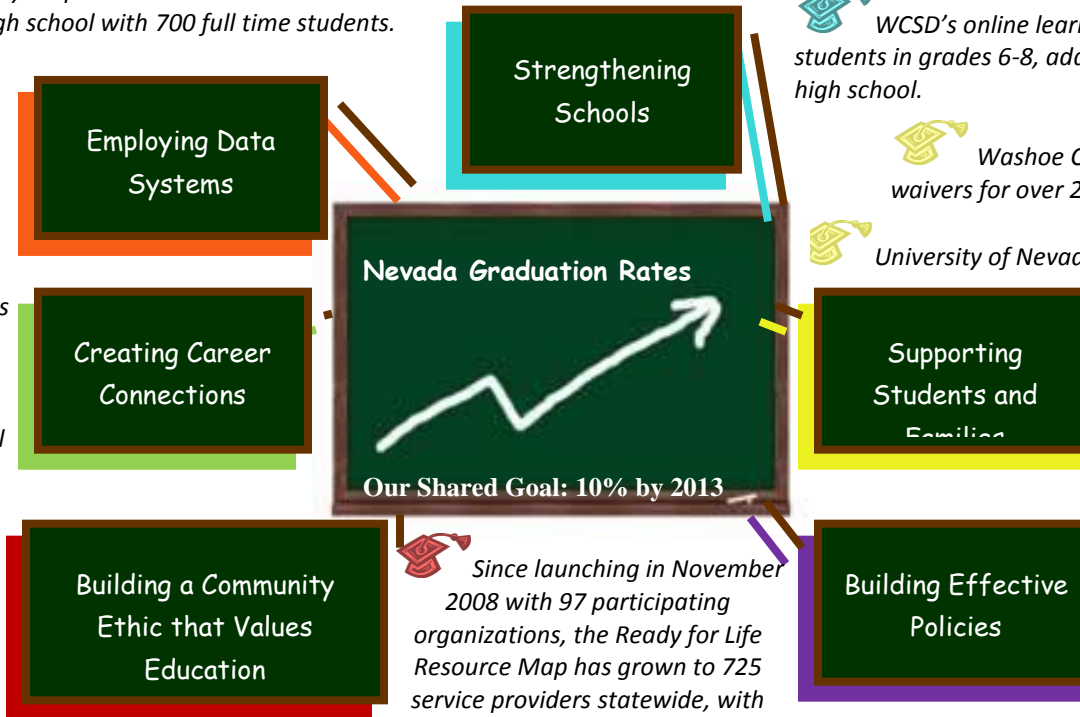 gh school with 700 full time students.
WCSD's online learn
students in grades 6-8, add
high school.
Strengthening
Schools
Employing Data
Systems
Washoe C
waivers for over 2
University of Nevad
Nevada Graduation Rates
s
Creating Career
Connections
Supporting
Students and
Families
Our Shared Goal: 10% by 2013
Building a Community
Ethic that Values
Education
Since launching in November
2008 with 97 participating
organizations, the Ready for Life
Resource Map has grown to 725
service providers statewide, with
Building Effective
Policies